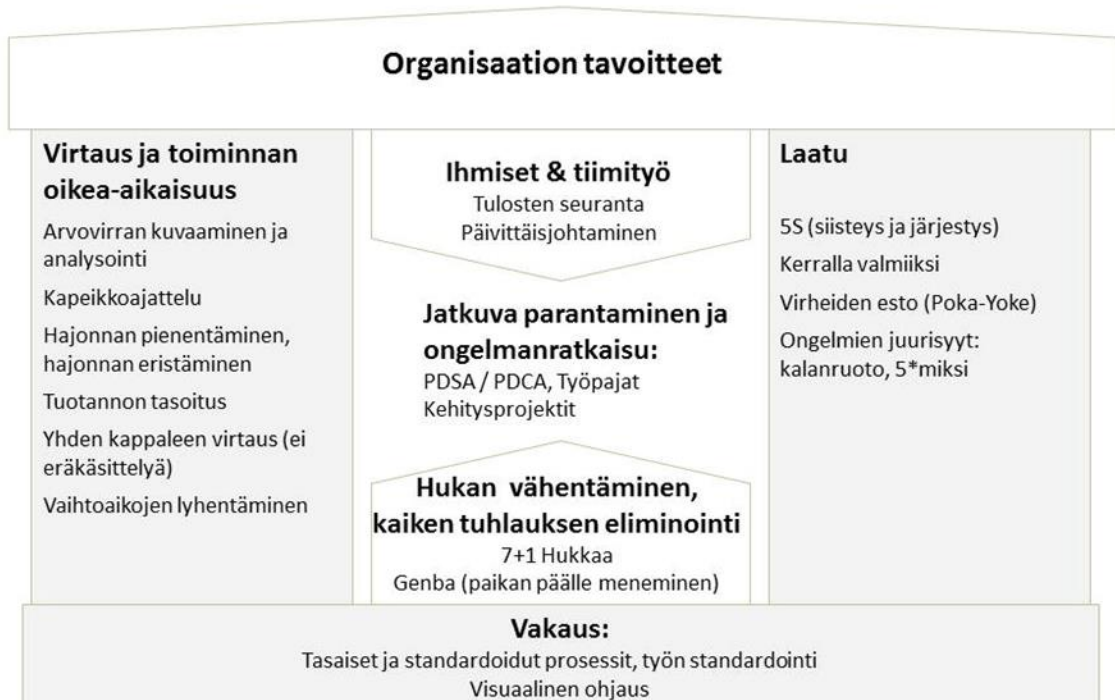 Organisaation tavoitteet
Virtaus ja toiminnan
oikea-aikaisuus
Arvovirran kuvaaminen ja
analysointi
Kapeikkoajattelu
Hajonnan pienentäminen,
hajonnan eristäminen
Tuotannon tasoitus
Yhden kappaleen virtaus (ei
eräkäsittelyä)
Vaihtoaikojen lyhentäminen
Ihmiset & tiimityö
Tulosten seuranta
Päivittäisjohtaminen
Jatkuva parantaminen ja
ongelmanratkaisu:
PDSA / PDCA, Työpajat
Kehitysprojektit
Hukan vähentäminen,
kaiken tuhlauksen eliminointi
7+1 Hukkaa
Genba (paikan päälle meneminen)
Laatu
5S (siisteys ja järjestys)
Kerralla valmiiksi
Virheiden esto (Poka-Yoke)
Ongelmien juurisyyt:
kalanruoto, 5*miksi
Vakaus:
Tasaiset ja standardoidut prosessit, työn standardointi
Visuaalinen ohjaus